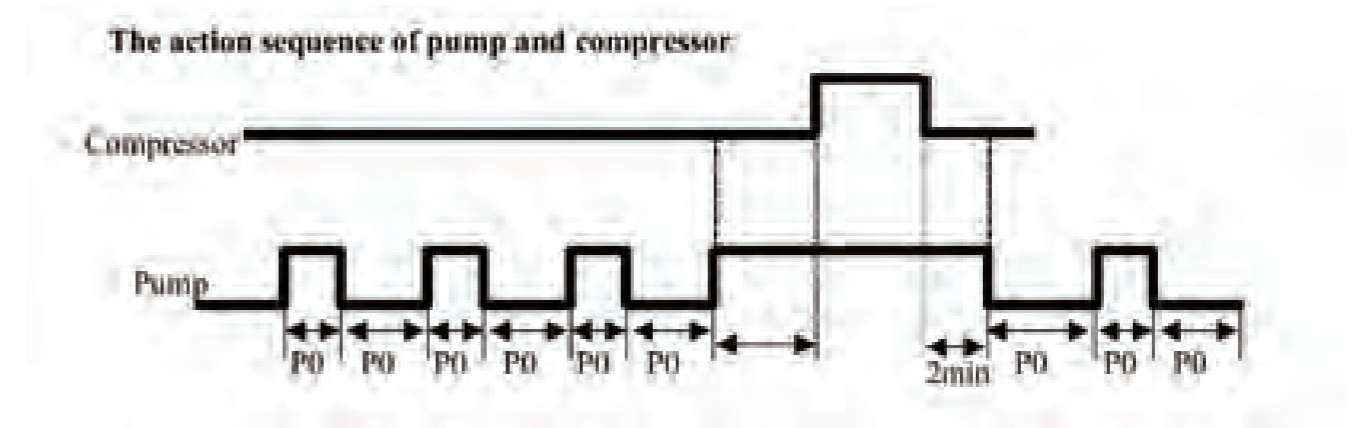 The action sequence of pump and compressor
Compressor
Pump
P0 P0 P0 P0 P0 P0 2min P0 P0 P0